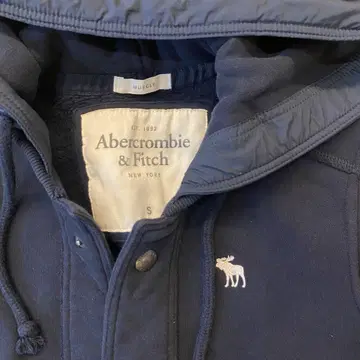 MUSCLE
EST. 1892
Abercrombie
& Fitch
NEW YORK
S